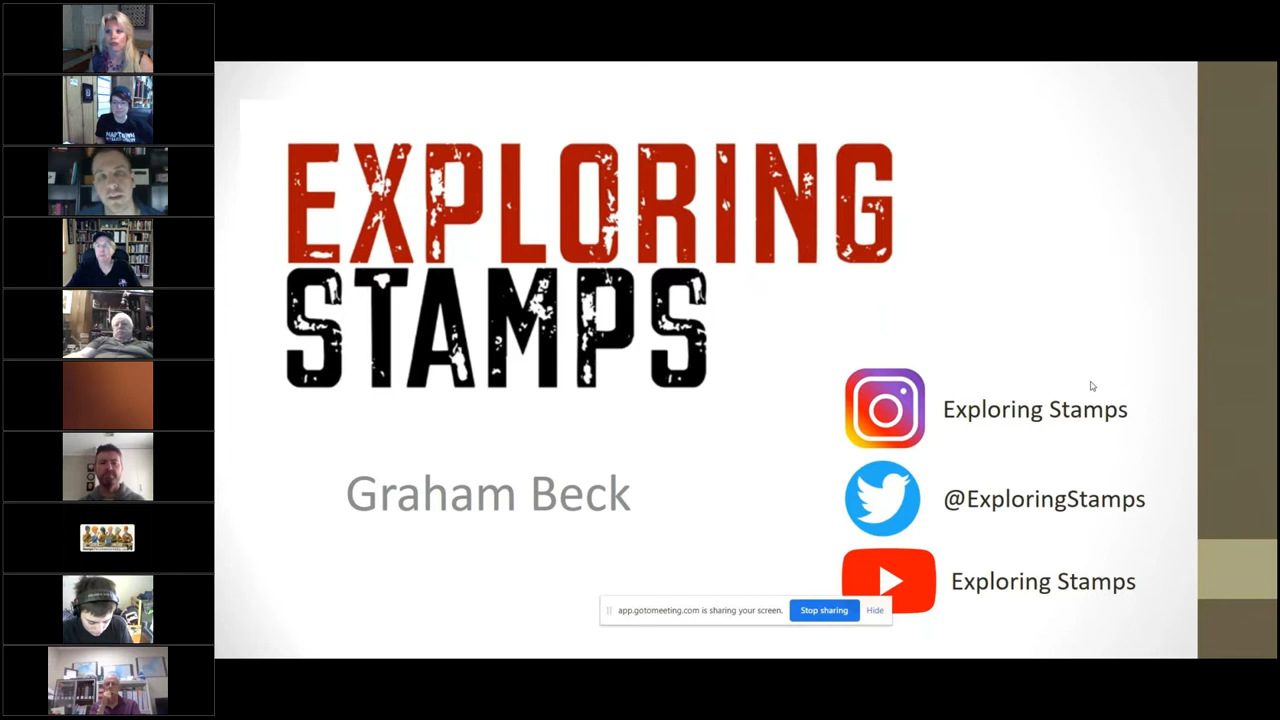 EXPLORING
STAMPS
Graham Beck
Exploring Stamps
@ExploringStamps
Exploring Stamps
app.gotomeeting.com is sharing your screen.
Stop sharing
Hide